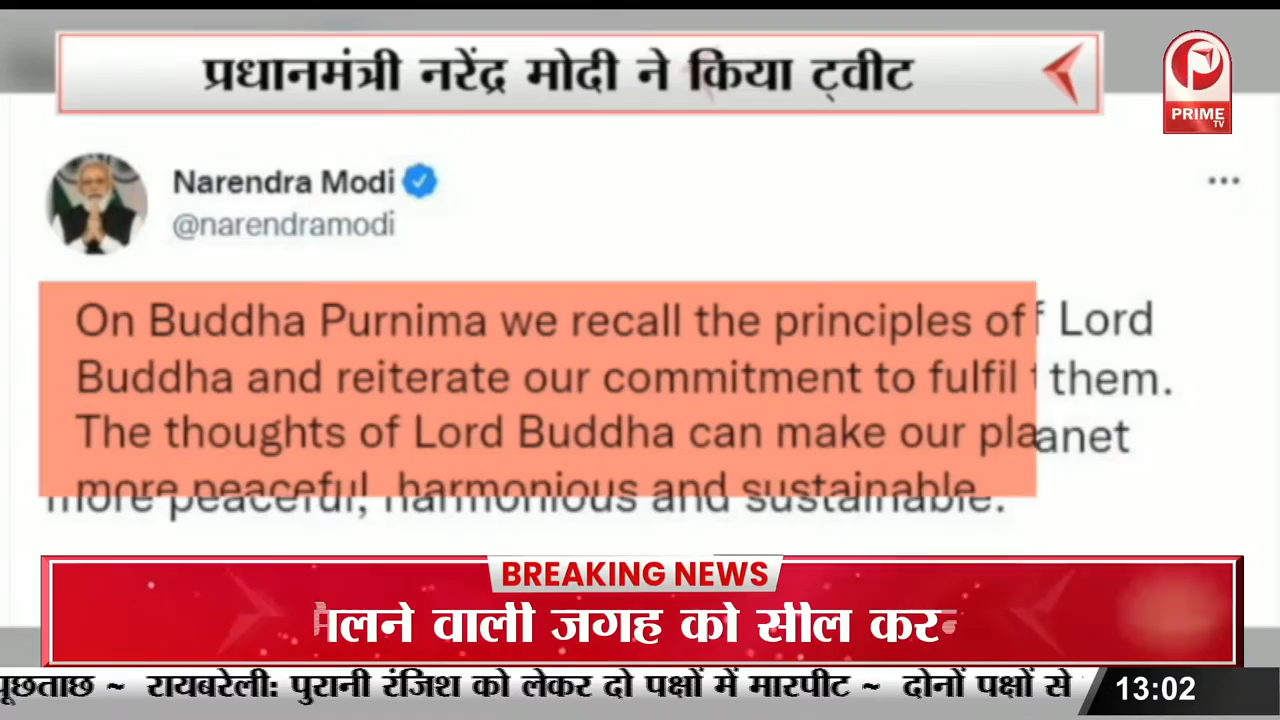 प्रधानमंत्री नरेंद्र मोदी ने किया ट्वीट
PRIME
TV
Narendra Modi
@narendramodi
On Buddha Purnima we recall the principles of Lord
Buddha and reiterate our commitment to fulfil them.
The thoughts of Lord Buddha can make our planet
more peaceful, harmonious and sustainable.
BREAKING NEWS
वाली जगह को सील
पूछताछ ~ रायबरेली: पुरानी रंजिश को लेकर दो पक्षों में मारपीट ~ दोनों पक्षों से
13:02